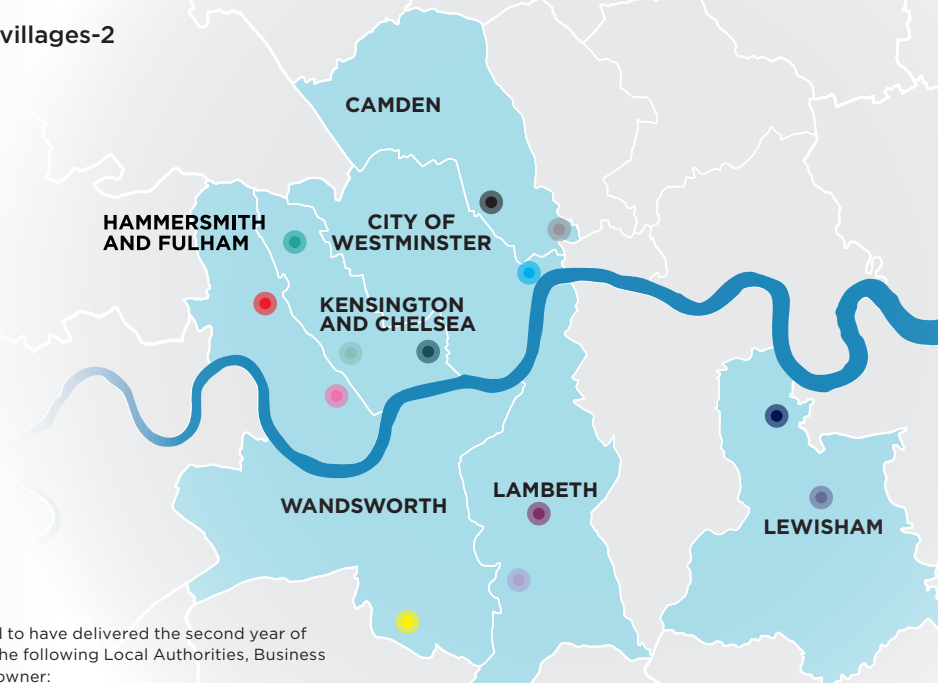 villages-2
CAMDEN
HAMMERSMITH
AND FULHAM
CITY OF
WESTMINSTER
KENSINGTON
AND CHELSEA
WANDSWORTH
LAMBETH
LEWISHAM
to have delivered the second year of
the following Local Authorities, Business
owner: